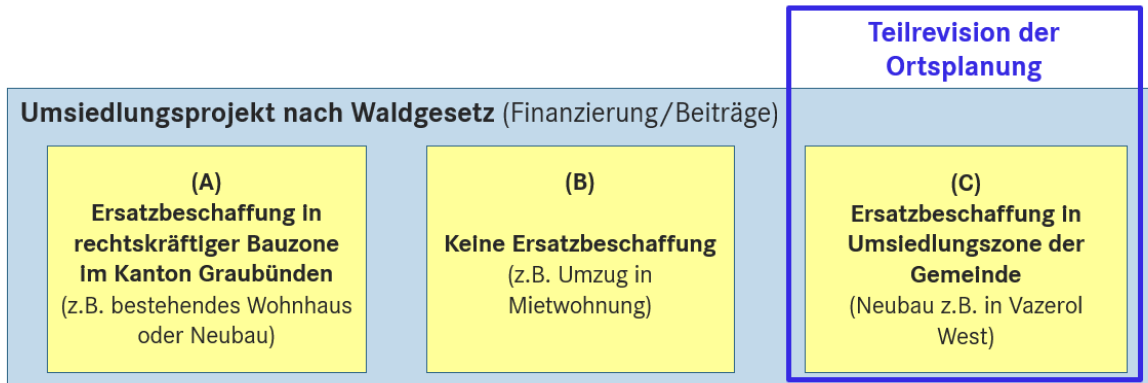 Teilrevision der
Ortsplanung
Umsiedlungsprojekt nach Waldgesetz (Finanzierung/Beiträge)
(A)
Ersatzbeschaffung in
rechtskräftiger Bauzone
im Kanton Graubünden
(z.B. bestehendes Wohnhaus
oder Neubau)
(B)
Keine Ersatzbeschaffung
(z.B. Umzug in
Mietwohnung)
(C)
Ersatzbeschaffung in
Umsiedlungszone der
Gemeinde
(Neubau z.B. in Vazerol
West)